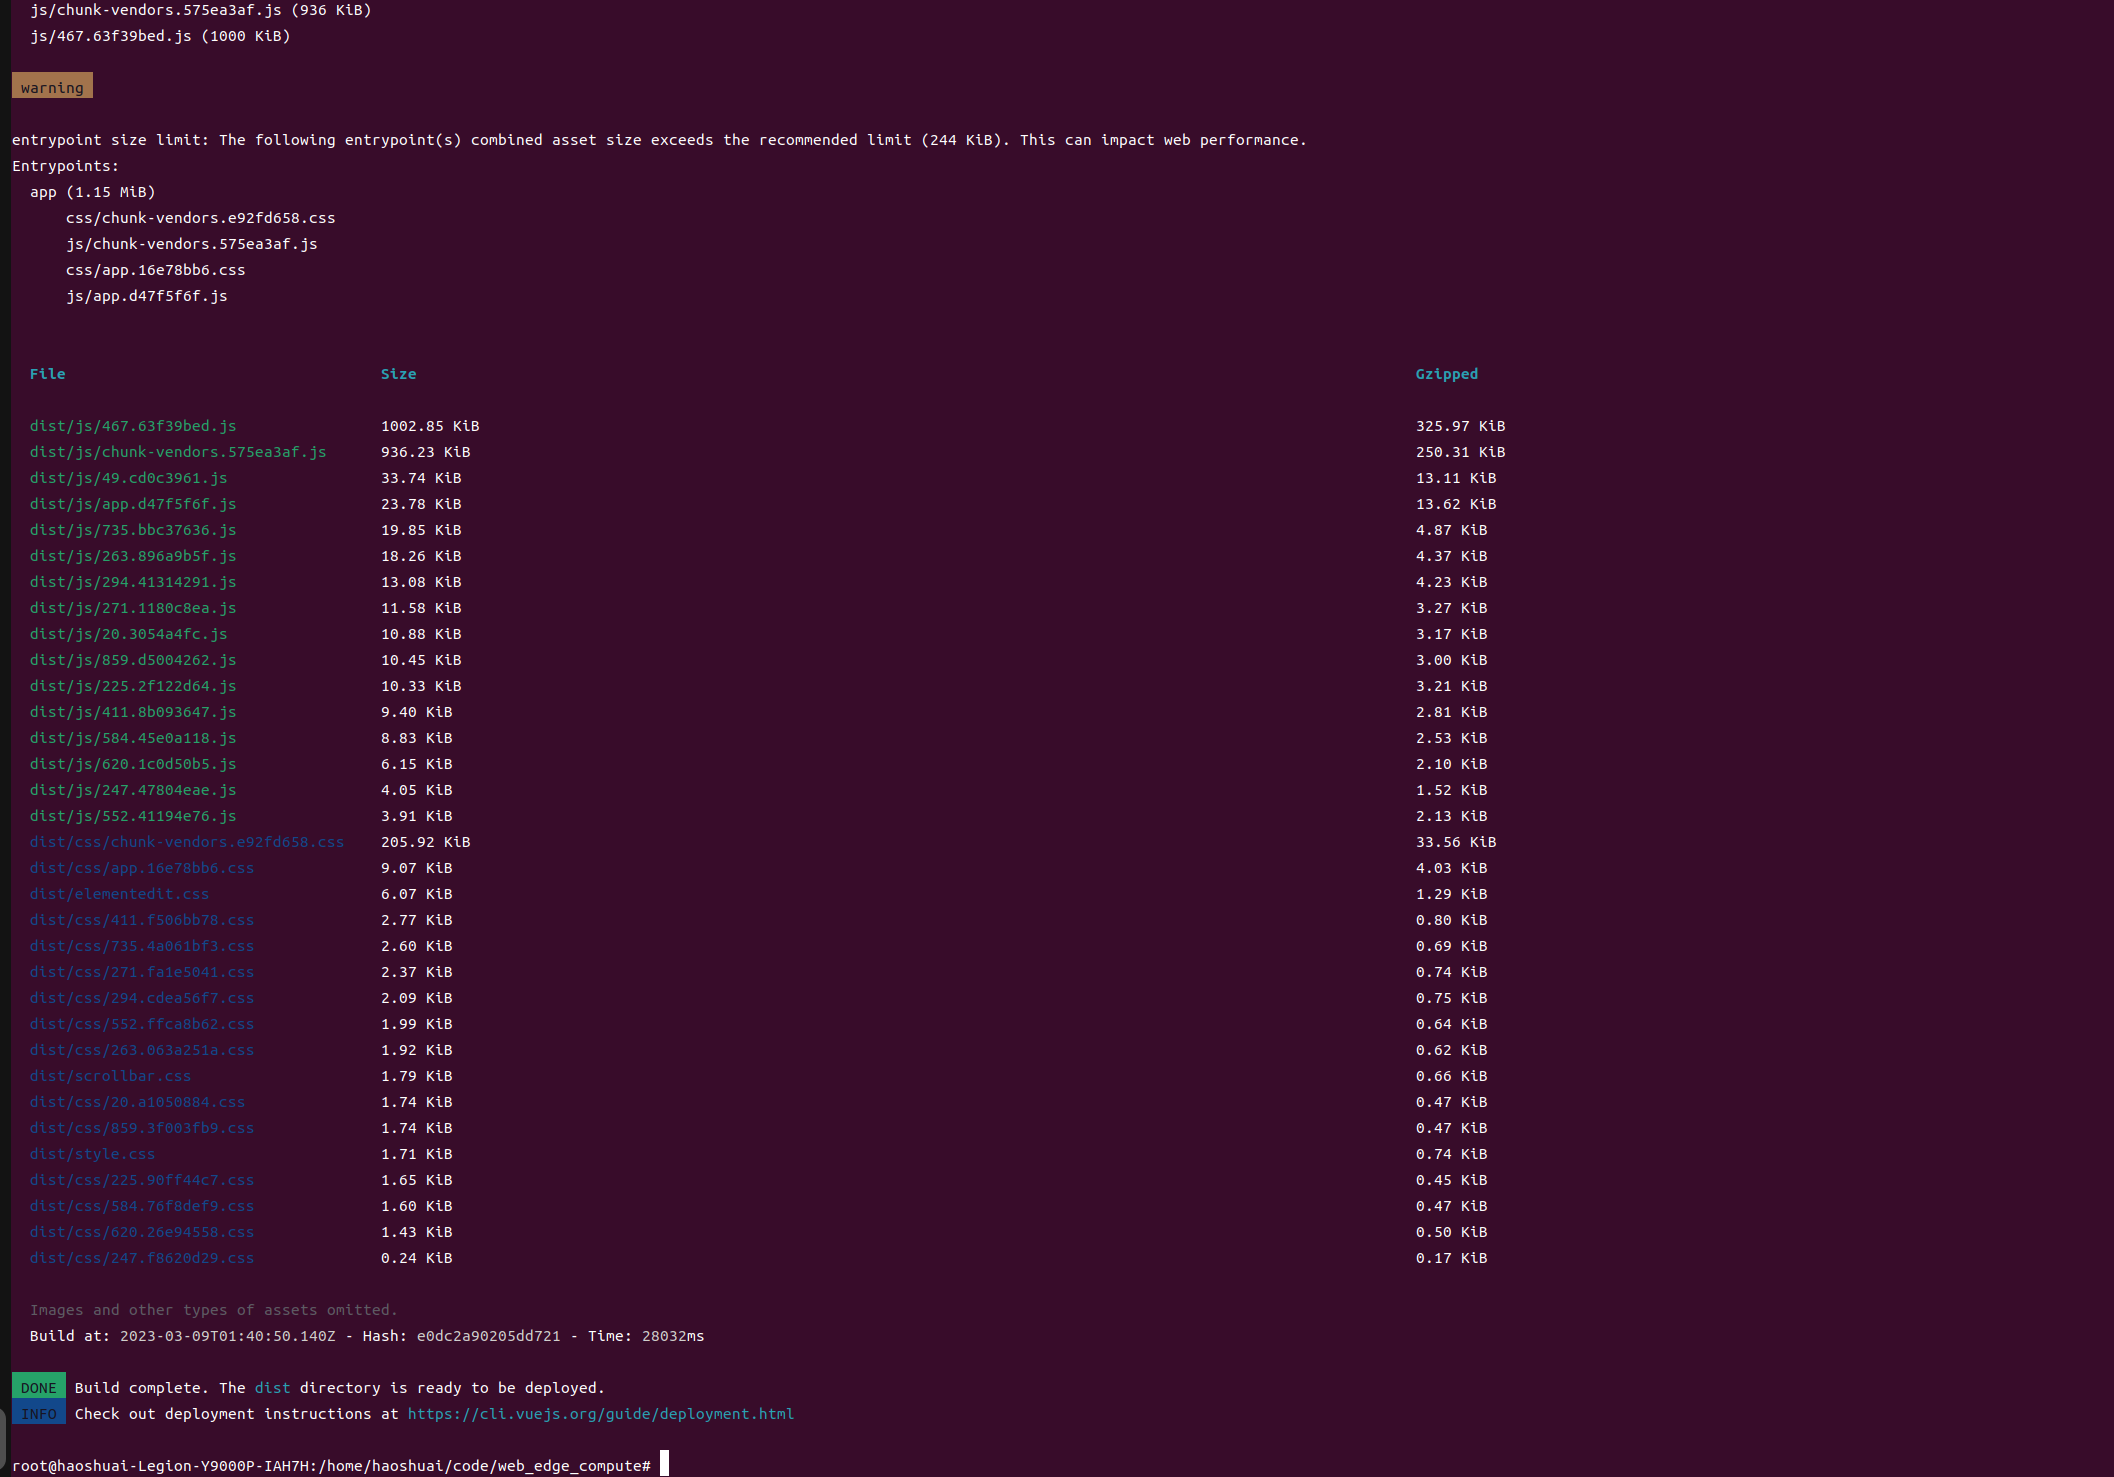 js/chunk-vendors.575ea3af.js (936 KiB)
js/467.63f39bed.js (1000 KiB)
warning
entrypoint size limit: The following entrypoint(s) combined asset size exceeds the recommended limit (244 KiB). This can impact web performance.
Entrypoints:
app (1.15 MiB)
css/chunk-vendors.e92fd658.css
js/chunk-vendors.575ea3af.js
css/app.16e78bb6.css
js/app.d47f5f6f.js
File Size Gzipped
dist/js/467.63f39bed.js 1002.85 KiB 325.97 KiB
dist/js/chunk-vendors.575ea3af.js 936.23 KiB 250.31 KiB
dist/js/49.cd0c3961.js 33.74 KiB 13.11 KiB
dist/js/app.d47f5f6f.js 23.78 KiB 13.62 KiB
dist/js/735.bbc37636.js 19.85 KiB 4.87 KiB
dist/js/263.896a9b5f.js 18.26 KiB 4.37 KiB
dist/js/294.41314291.js 13.08 KiB 4.23 KiB
dist/js/271.1180c8ea.js 11.58 KiB 3.27 KiB
dist/js/20.3054a4fc.js 10.88 KiB 3.17 KiB
dist/js/859.d5004262.js 10.45 KiB 3.00 KiB
dist/js/225.2f122d64.js 10.33 KiB 3.21 KiB
dist/js/411.8b093647.js 9.40 KiB 2.81 KiB
dist/js/584.45e0a118.js 8.83 KiB 2.53 KiB
dist/js/620.1c0d50b5.js 6.15 KiB 2.10 KiB
dist/js/247.47804eae.js 4.05 KiB 1.52 KiB
dist/js/552.41194e76.js 3.91 KiB 2.13 KiB
dist/css/chunk-vendors.e92fd658.css 205.92 KiB 33.56 KiB
dist/css/app.16e78bb6.css 9.07 KiB 4.03 KiB
dist/elementedit.css 6.07 KiB 1.29 KiB
dist/css/411.f506bb78.css 2.77 KiB 0.80 KiB
dist/css/735.4a061bf3.css 2.60 KiB 0.69 KiB
dist/css/271.fa1e5041.css 2.37 KiB 0.74 KiB
dist/css/294.cdea56f7.css 2.09 KiB 0.75 KiB
dist/css/552.ffca8b62.css 1.99 KiB 0.64 KiB
dist/css/263.063a251a.css 1.92 KiB 0.62 KiB
dist/scrollbar.css 1.79 KiB 0.66 KiB
dist/css/20.a1050884.css 1.74 KiB 0.47 KiB
dist/css/859.3f003fb9.css 1.74 KiB 0.47 KiB
dist/style.css 1.71 KiB 0.74 KiB
dist/css/225.90ff44c7.css 1.65 KiB 0.45 KiB
dist/css/584.76f8def9.css 1.60 KiB 0.47 KiB
dist/css/620.26e94558.css 1.43 KiB 0.50 KiB
dist/css/247.f8620d29.css 0.24 KiB 0.17 KiB
Images and other types of assets omitted.
Build at: 2023-03-09T01:40:50.140Z - Hash: e0dc2a90205dd721 - Time: 28032ms
DONE Build complete. The dist directory is ready to be deployed.
INFO Check out deployment instructions at https://cli.vuejs.org/guide/deployment.html
root@haoshuai-Legion-Y9000P-IAH7H:/home/haoshuai/code/web_edge_compute#